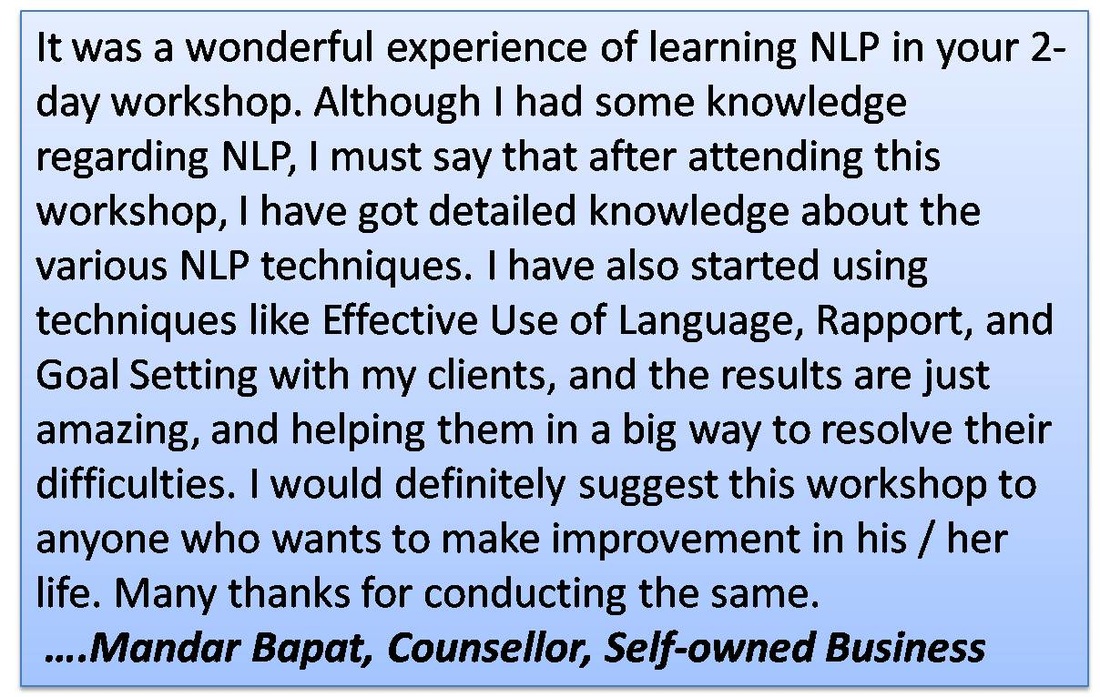 It was a wonderful experience of learning NLP in your 2-
day workshop. Although I had some knowledge
regarding NLP, I must say that after attending this
workshop, I have got detailed knowledge about the
various NLP techniques. I have also started using
techniques like Effective Use of Language, Rapport, and
Goal Setting with my clients, and the results are just
amazing, and helping them in a big way to resolve their
difficulties. I would definitely suggest this workshop to
anyone who wants to make improvement in his / her
life. Many thanks for conducting the same.
....Mandar Bapat, Counsellor, Self-owned Business